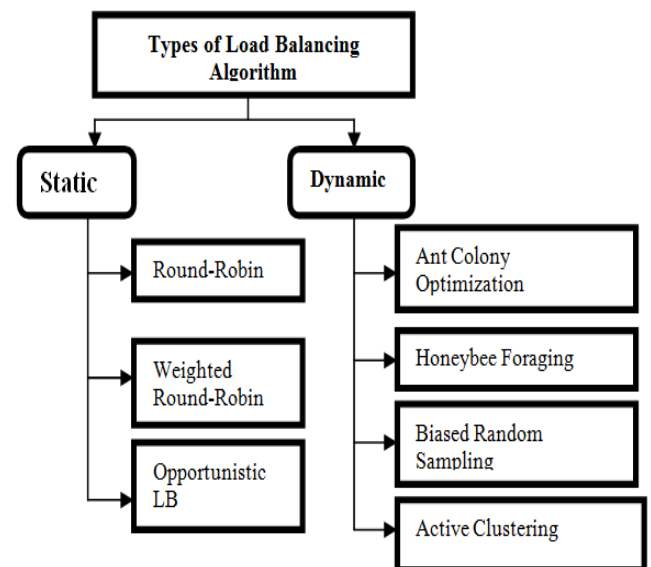 Types of Load Balancing
Algorithm
Static
Dynamic
Round-Robin
Weighted
Round-Robin
Opportunistic
LB
Ant Colony
Optimization
Honeybee Foraging
Biased Random
Sampling
Active Clustering